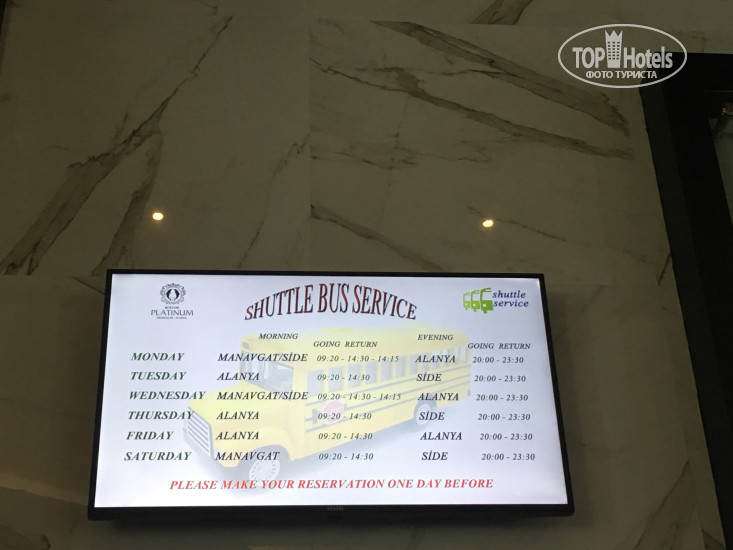 TOP Hotels
ФОТО ТУРИСТА
PLATINUM
SHUTTLE BUS SERVICE
shuttle
service
MORNING
GOING RETURN
EVENING
GOING RETURN
MONDAY MANAVGAT/SİDE 09:20 - 14:30 - 14:15 ALANYA 20:00 - 23:30
TUESDAY ALANYA 09:20 - 14:30 SİDE 20:00 - 23:30
WEDNESDAY MANAVGAT/SİDE 09:20 - 14:30 - 14:15 ALANYA 20:00 - 23:30
THURSDAY ALANYA 09:20 - 14:30 SİDE 20:00 - 23:30
FRIDAY ALANYA 09:20 - 14:30 ALANYA 20:00 - 23:30
SATURDAY MANAVGAT 09:20 - 14:30 SİDE 20:00 - 23:30
PLEASE MAKE YOUR RESERVATION ONE DAY BEFORE